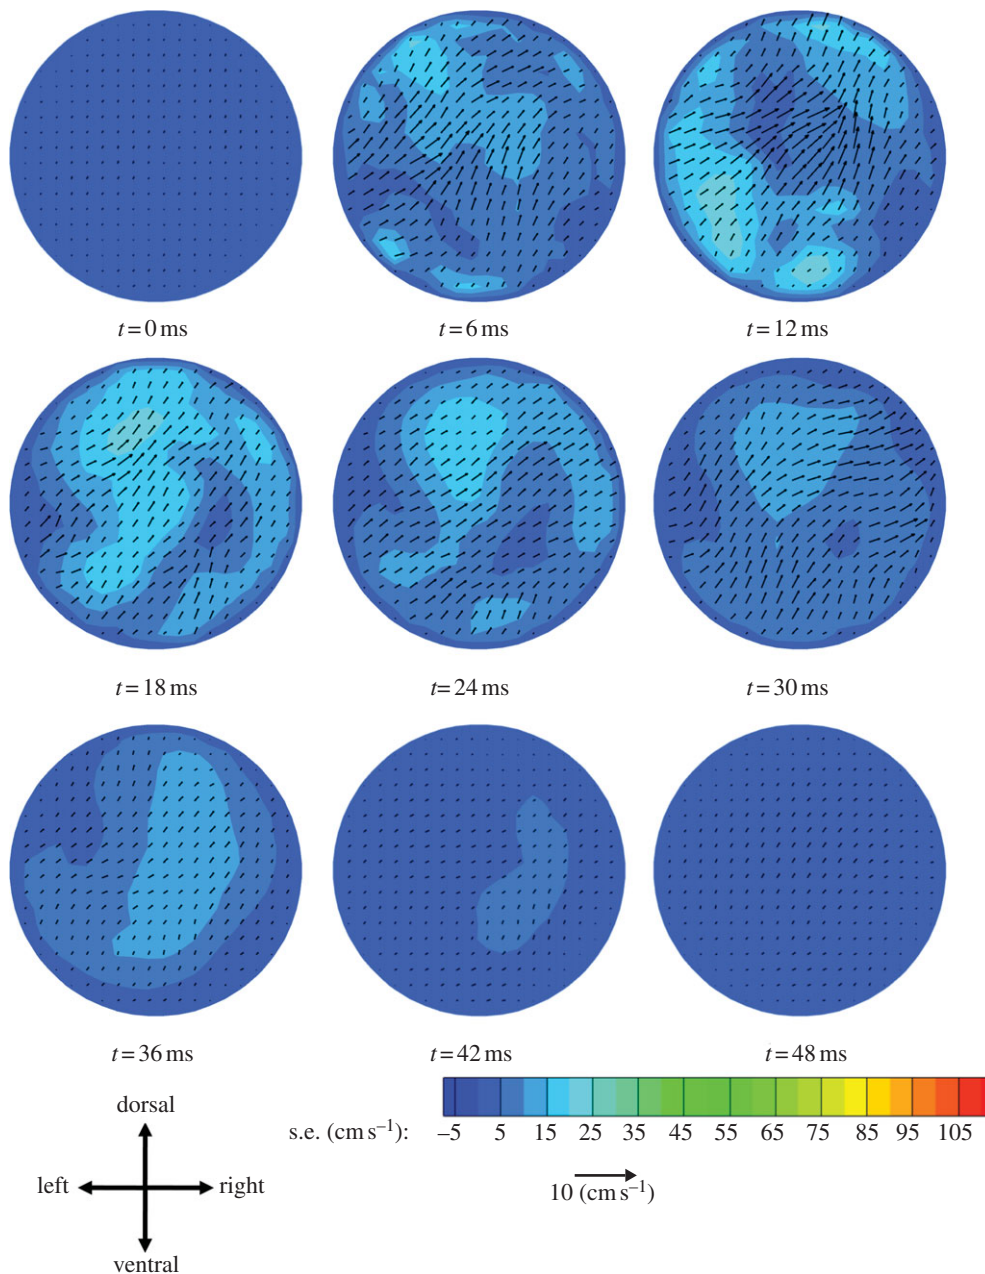 t=0 ms
t=6 ms
t=12 ms
t=18 ms
t=24 ms
t=30 ms
t=36 ms
t=42 ms
t=48 ms
dorsal
left
right
ventral
s.e. (cm s⁻¹): –5 5 15 25 35 45 55 65 75 85 95 105
10 (cm s⁻¹)